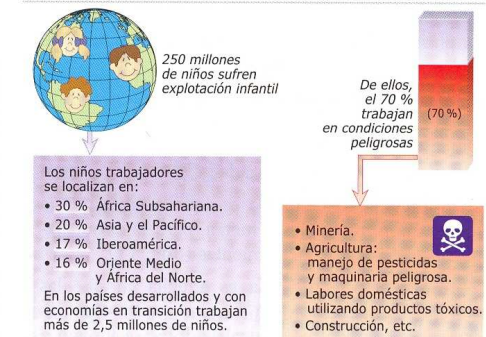 250 millones
de niños sufren
explotación infantil
De ellos,
el 70 %
trabajan
en condiciones
peligrosas
(70 %)
Los niños trabajadores
se localizan en:
• 30 % África Subsahariana.
• 20 % Asia y el Pacífico.
• 17 % Iberoamérica.
• 16 % Oriente Medio
y África del Norte.
En los países desarrollados y con
economías en transición trabajan
más de 2,5 millones de niños.
• Minería.
• Agricultura:
manejo de pesticidas
y maquinaria peligrosa.
• Labores domésticas
utilizando productos tóxicos.
• Construcción, etc.